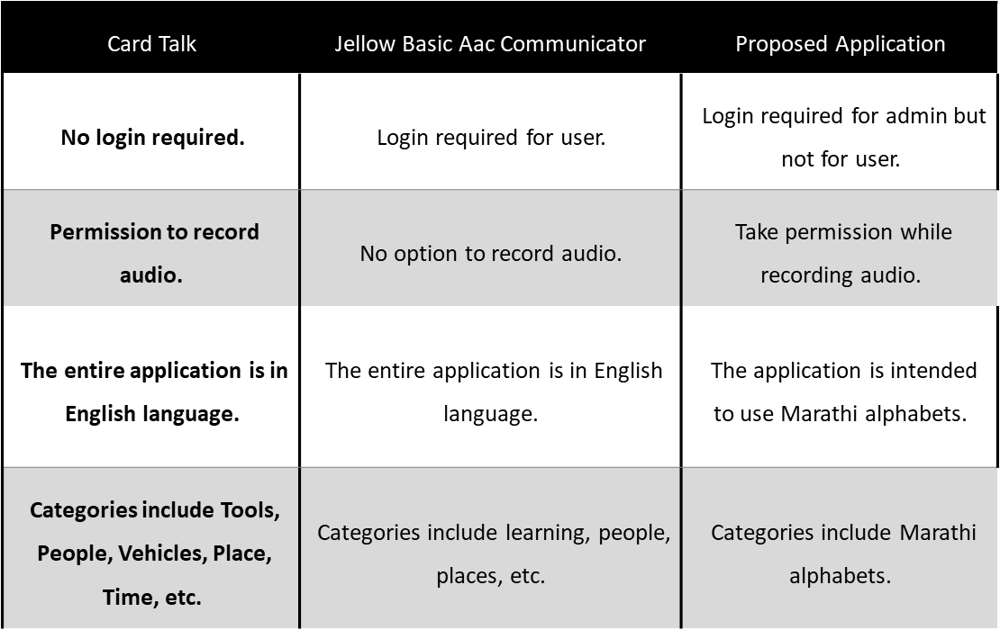 Card Talk
Jellow Basic Aac Communicator
Proposed Application
No login required.
Login required for user.
Login required for admin but
not for user.
Permission to record
audio.
No option to record audio.
Take permission while
recording audio.
The entire application is in
English language.
The entire application is in English
language.
The application is intended
to use Marathi alphabets.
Categories include Tools,
People, Vehicles, Place,
Time, etc.
Categories include learning, people,
places, etc.
Categories include Marathi
alphabets.